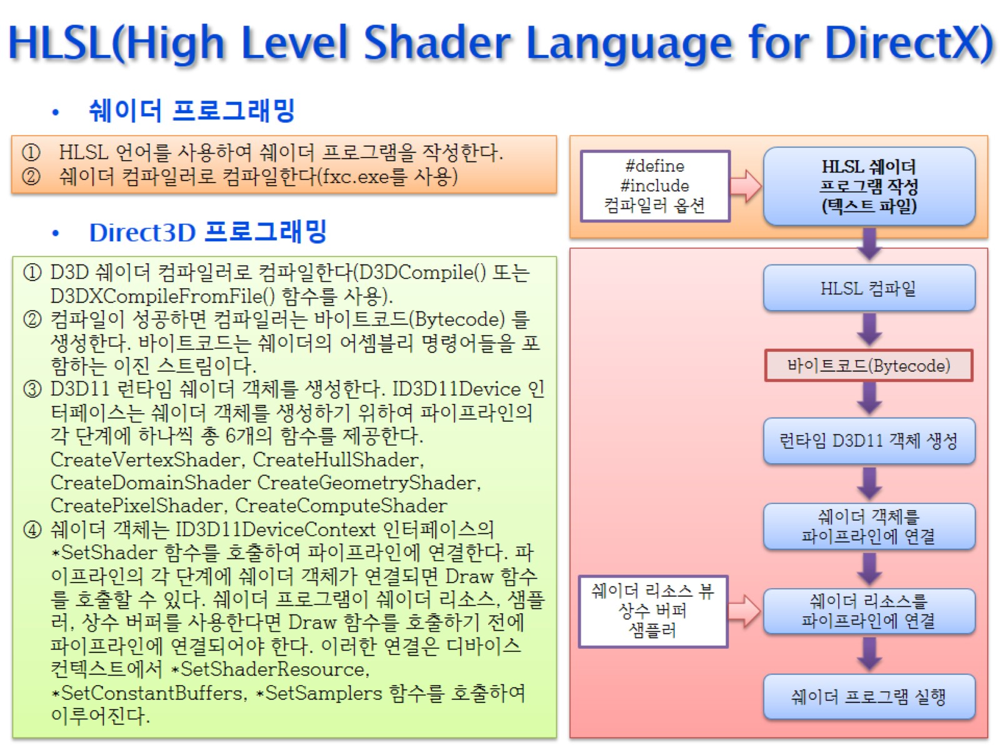 HLSL(High Level Shader Language for DirectX)
• 쉐이더 프로그래밍
① HLSL 언어를 사용하여 쉐이더 프로그램을 작성한다.
② 쉐이더 컴파일러로 컴파일한다(fxc.exe를 사용)
• Direct3D 프로그래밍
① D3D 쉐이더 컴파일러로 컴파일한다(D3DCompile() 또는
D3DXCompileFromFile() 함수를 사용).
② 컴파일이 성공하면 컴파일러는 바이트코드(Bytecode) 를
생성한다. 바이트코드는 쉐이더의 어셈블리 명령어들을 포
함하는 이진 스트림이다.
③ D3D11 런타임 쉐이더 객체를 생성한다. ID3D11Device 인
터페이스는 쉐이더 객체를 생성하기 위하여 파이프라인의
각 단계에 하나씩 총 6개의 함수를 제공한다.
CreateVertexShader, CreateHullShader,
CreateDomainShader CreateGeometryShader,
CreatePixelShader, CreateComputeShader
④ 쉐이더 객체는 ID3D11DeviceContext 인터페이스의
*SetShader 함수를 호출하여 파이프라인에 연결한다. 파
이프라인의 각 단계에 쉐이더 객체가 연결되면 Draw 함수
를 호출할 수 있다. 쉐이더 프로그램이 쉐이더 리소스, 샘플
러, 상수 버퍼를 사용한다면 Draw 함수를 호출하기 전에
파이프라인에 연결되어야 한다. 이러한 연결은 디바이스
컨텍스트에서 *SetShaderResource,
*SetConstantBuffers, *SetSamplers 함수를 호출하여
이루어진다.
#define
#include
컴파일러 옵션
HLSL 쉐이더
프로그램 작성
(텍스트 파일)
HLSL 컴파일
바이트코드(Bytecode)
런타임 D3D11 객체 생성
쉐이더 객체를
파이프라인에 연결
쉐이더 리소스 뷰
상수 버퍼
샘플러
쉐이더 리소스를
파이프라인에 연결
쉐이더 프로그램 실행